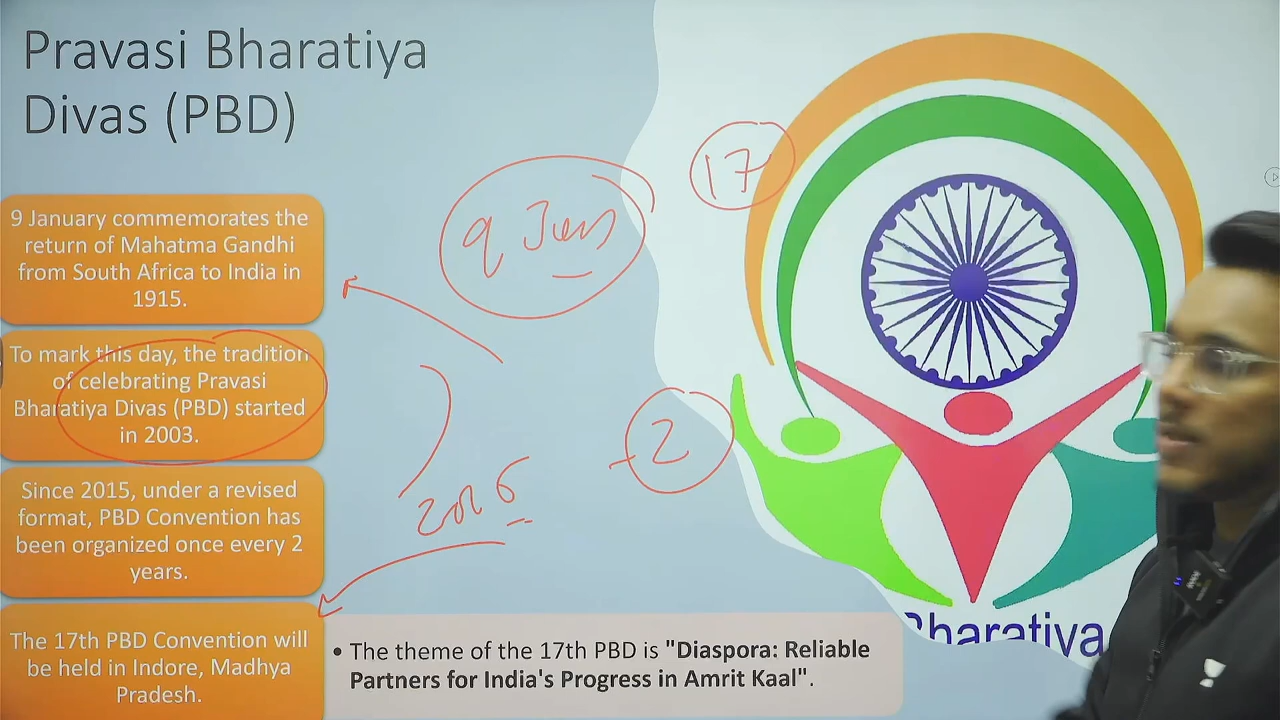 Pravasi Bharatiya
Divas (PBD)
17
9 Jan
9 January commemorates the
return of Mahatma Gandhi
from South Africa to India in
1915.
To mark this day, the tradition
of celebrating Pravasi
Bharatiya Divas (PBD) started
in 2003.
2
Since 2015, under a revised
format, PBD Convention has
been organized once every 2
years.
The 17th PBD Convention will
be held in Indore, Madhya
Pradesh.
• The theme of the 17th PBD is "Diaspora: Reliable
Partners for India's Progress in Amrit Kaal".
Bharatiya